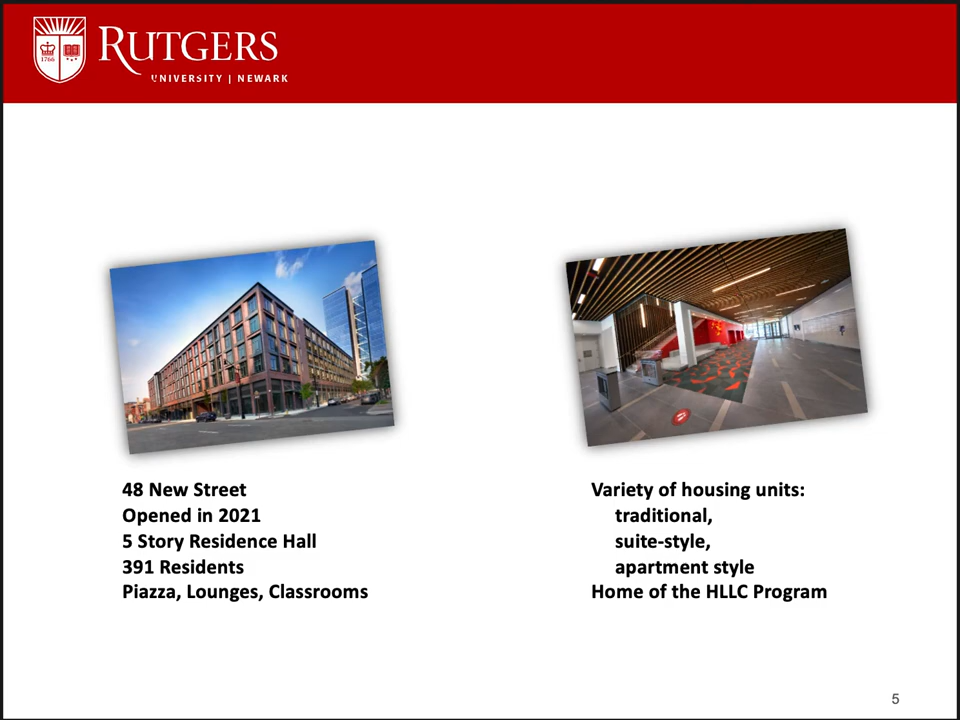 1766
RUTGERS
UNIVERSITY | NEWARK
48 New Street
Opened in 2021
5 Story Residence Hall
391 Residents
Piazza, Lounges, Classrooms
Variety of housing units:
traditional,
suite-style,
apartment style
Home of the HLLC Program
5